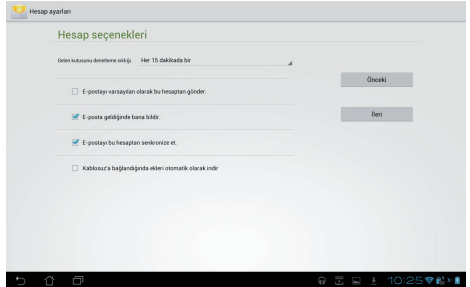 Hesap ayarları
Hesap seçenekleri
Gelen kutusunu denetleme sıklığı Her 15 dakikada bir
Önceki
E-postayı varsayılan olarak bu hesaptan gönder.
E-posta geldiğinde bana bildir.
İleri
E-postayı bu hesaptan senkronize et.
Kablosuz'a bağlandığında ekleri otomatik olarak indir
10:25